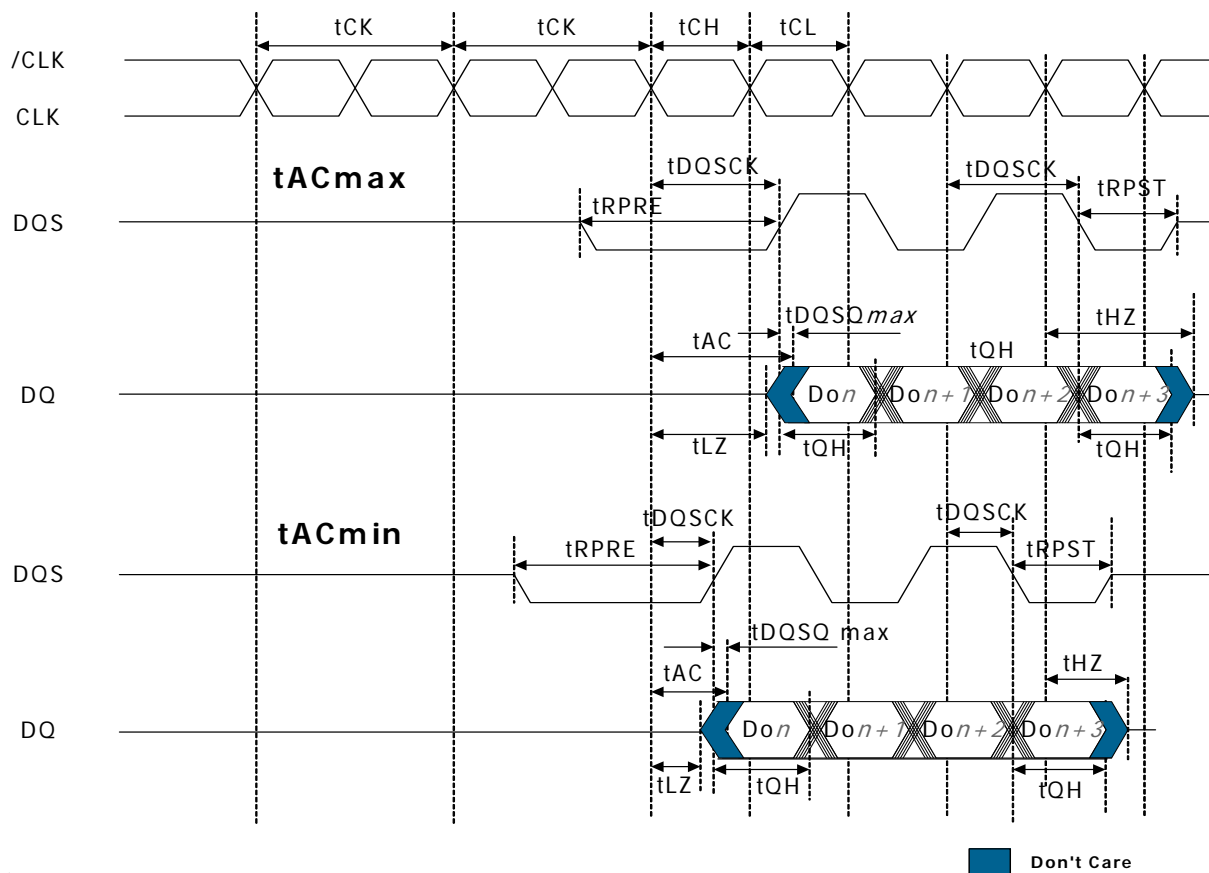 tCK tCK tCH tCL
/CLK
CLK
tACmax
tDQSCK tDQSCK
tRPRE tRPST
DQS
tDQSQmax
tHZ
tAC
tQH
DQ Don Don+1 Don+2 Don+3
tLZ tQH tQH
tACmin
tDQSCK tDQSCK
tRPRE tRPST
DQS
tDQSQ max
tAC tHZ
DQ Don Don+1 Don+2 Don+3
tLZ tQH tQH
Don't Care